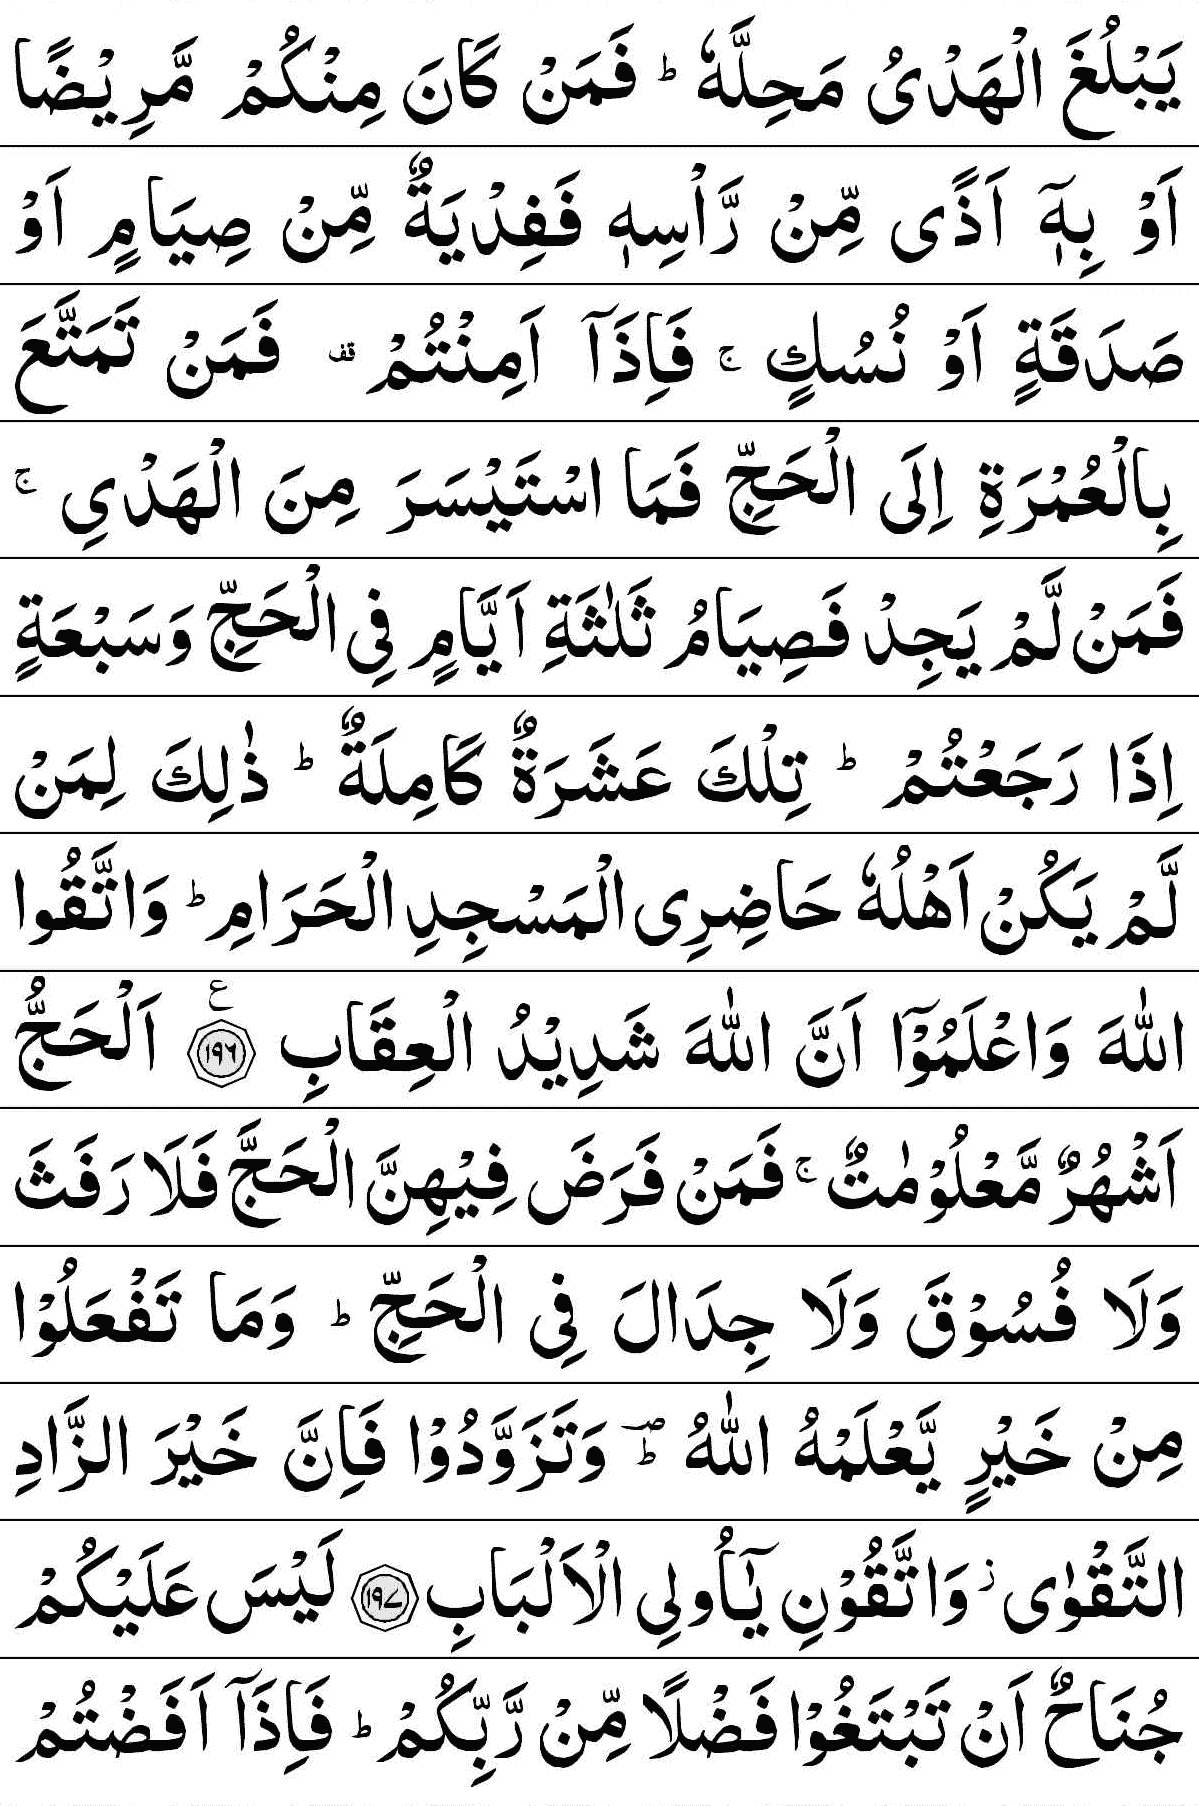 يَبْلُغَ الْهَدْىُ مَحِلَّهٗ ؕ فَمَنْ كَانَ مِنْكُمْ مَّرِيْضًا
اَوْ بِهٖۤ اَذًى مِّنْ رَّاْسِهٖ فَفِدْيَةٌ مِّنْ صِيَامٍ اَوْ
صَدَقَةٍ اَوْ نُسُكٍ ۚ فَاِذَاۤ اَمِنْتُمْ قف فَمَنْ تَمَتَّعَ
بِالْعُمْرَةِ اِلَى الْحَجِّ فَمَا اسْتَيْسَرَ مِنَ الْهَدْىِ ۚ
فَمَنْ لَّمْ يَجِدْ فَصِيَامُ ثَلٰثَةِ اَيَّامٍ فِى الْحَجِّ وَسَبْعَةٍ
اِذَا رَجَعْتُمْ ؕ تِلْكَ عَشَرَةٌ كَامِلَةٌ ؕ ذٰلِكَ لِمَنْ
لَّمْ يَكُنْ اَهْلُهٗ حَاضِرِى الْمَسْجِدِ الْحَرَامِ ؕ وَاتَّقُوا
اللّٰهَ وَاعْلَمُوْۤا اَنَّ اللّٰهَ شَدِيْدُ الْعِقَابِ ع ۱۹۶ اَلْحَجُّ
اَشْهُرٌ مَّعْلُوْمٰتٌ ۚ فَمَنْ فَرَضَ فِيْهِنَّ الْحَجَّ فَلَا رَفَثَ
وَلَا فُسُوْقَ وَلَا جِدَالَ فِى الْحَجِّ ؕ وَمَا تَفْعَلُوْا
مِنْ خَيْرٍ يَّعْلَمْهُ اللّٰهُ ؔؕ وَتَزَوَّدُوْا فَاِنَّ خَيْرَ الزَّادِ
التَّقْوٰى ز وَاتَّقُوْنِ يٰۤاُولِى الْاَلْبَابِ ۱۹۷ لَيْسَ عَلَيْكُمْ
جُنَاحٌ اَنْ تَبْتَغُوْا فَضْلًا مِّنْ رَّبِّكُمْ ؕ فَاِذَاۤ اَفَضْتُمْ